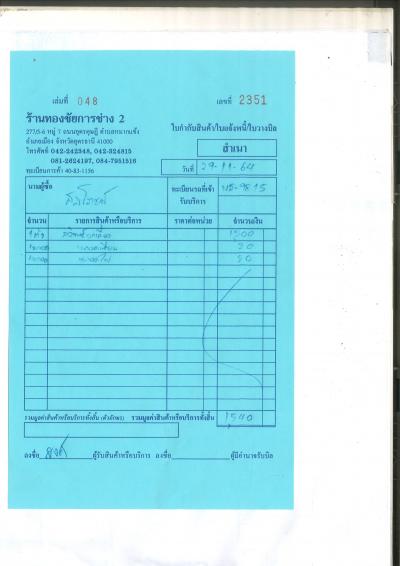 เล่มที่ 048 เลขที่ 2351
ร้านทองชัยการช่าง 2
277/5-6 หมู่ 7 ถนนอุดรดุษฎี ตำบลหมากแข้ง
อำเภอเมือง จังหวัดอุดรธานี 41000
โทรศัพท์ 042-242348, 042-324815
081-2624197, 084-7951516
ทะเบียนการค้า 40-83-1156
ใบกำกับสินค้า/ใบแจ้งหนี้/ใบวางบิล
สำเนา
วันที่ 29-11-64
นามผู้ซื้อ
ทะเบียนรถที่เข้ารับบริการ
จำนวน รายการสินค้าหรือบริการ ราคาต่อหน่วย จำนวนเงิน
1500
20
20
รวมมูลค่าสินค้าหรือบริการทั้งสิ้น (ตัวอักษร) รวมมูลค่าสินค้าหรือบริการทั้งสิ้น 1540
ลงชื่อ ผู้รับสินค้าหรือบริการ ลงชื่อ ผู้มีอำนาจรับบิล